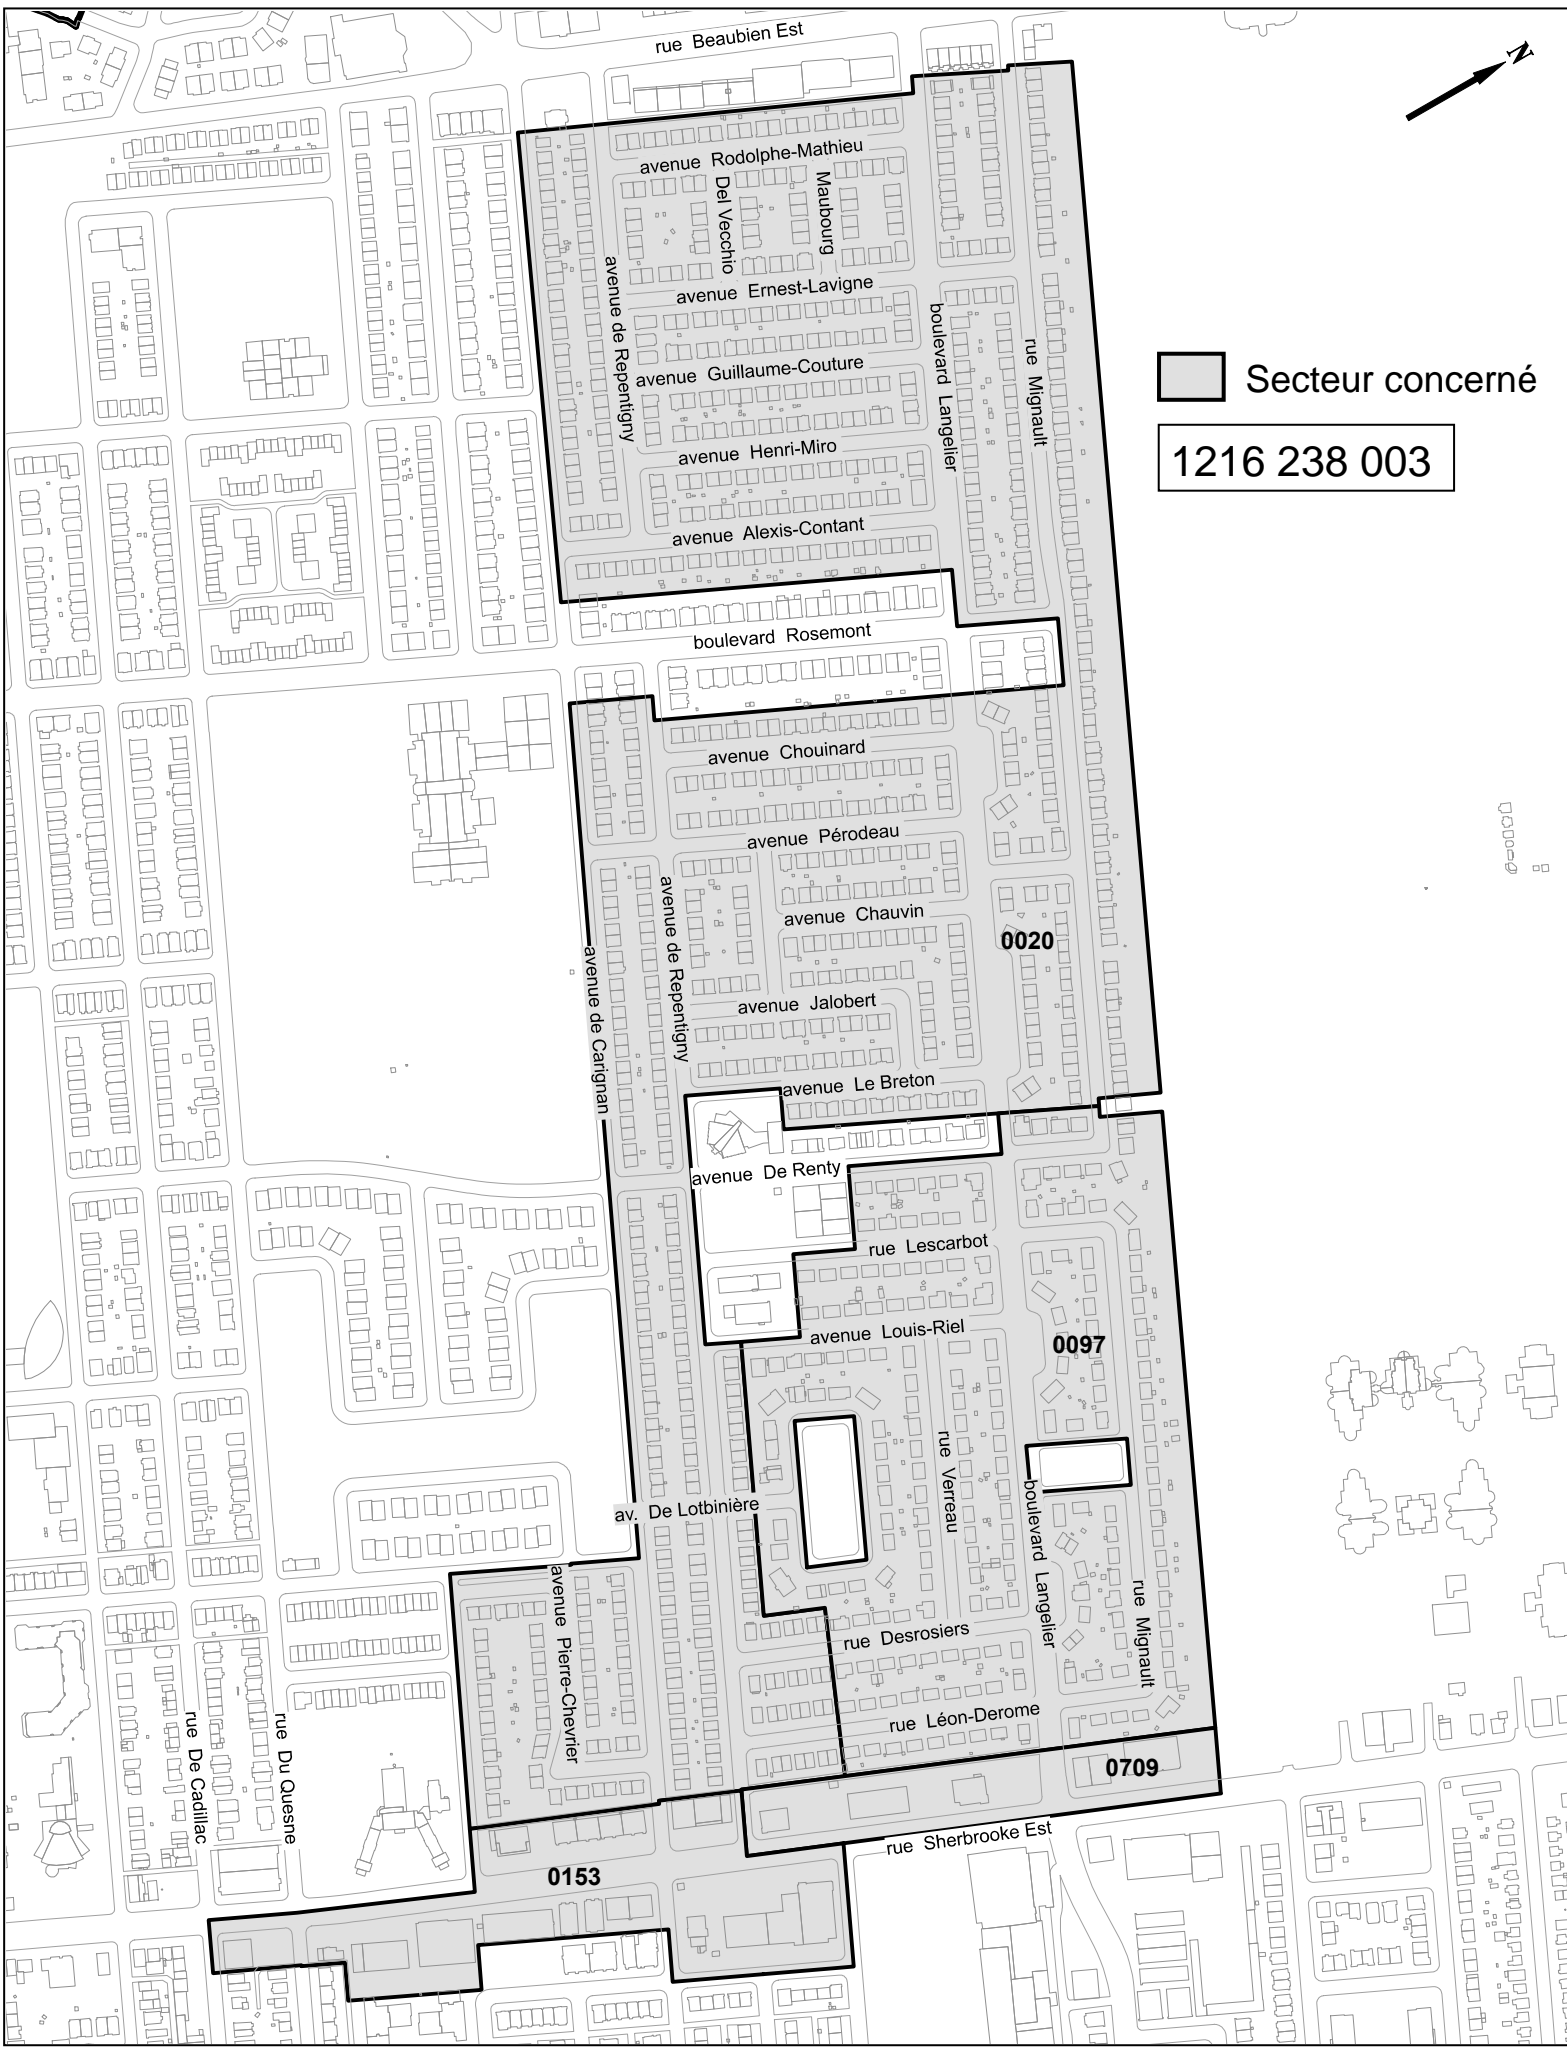 rue Beaubien Est
N
avenue Rodolphe-Mathieu
Del Vecchio
Maubourg
avenue de Repentigny
avenue Ernest-Lavigne
boulevard Langelier
rue Mignault
Secteur concerné
avenue Guillaume-Couture
1216 238 003
avenue Henri-Miro
avenue Alexis-Contant
boulevard Rosemont
avenue Chouinard
avenue Pérodeau
avenue de Repentigny
avenue Chauvin
0020
avenue de Carignan
avenue Jalobert
avenue Le Breton
avenue De Renty
rue Lescarbot
avenue Louis-Riel
0097
rue Verreau
boulevard Langelier
av. De Lotbinière
avenue Pierre-Chevrier
rue Mignault
rue Desrosiers
rue De Cadillac
rue Du Quesne
rue Léon-Derome
0709
rue Sherbrooke Est
0153